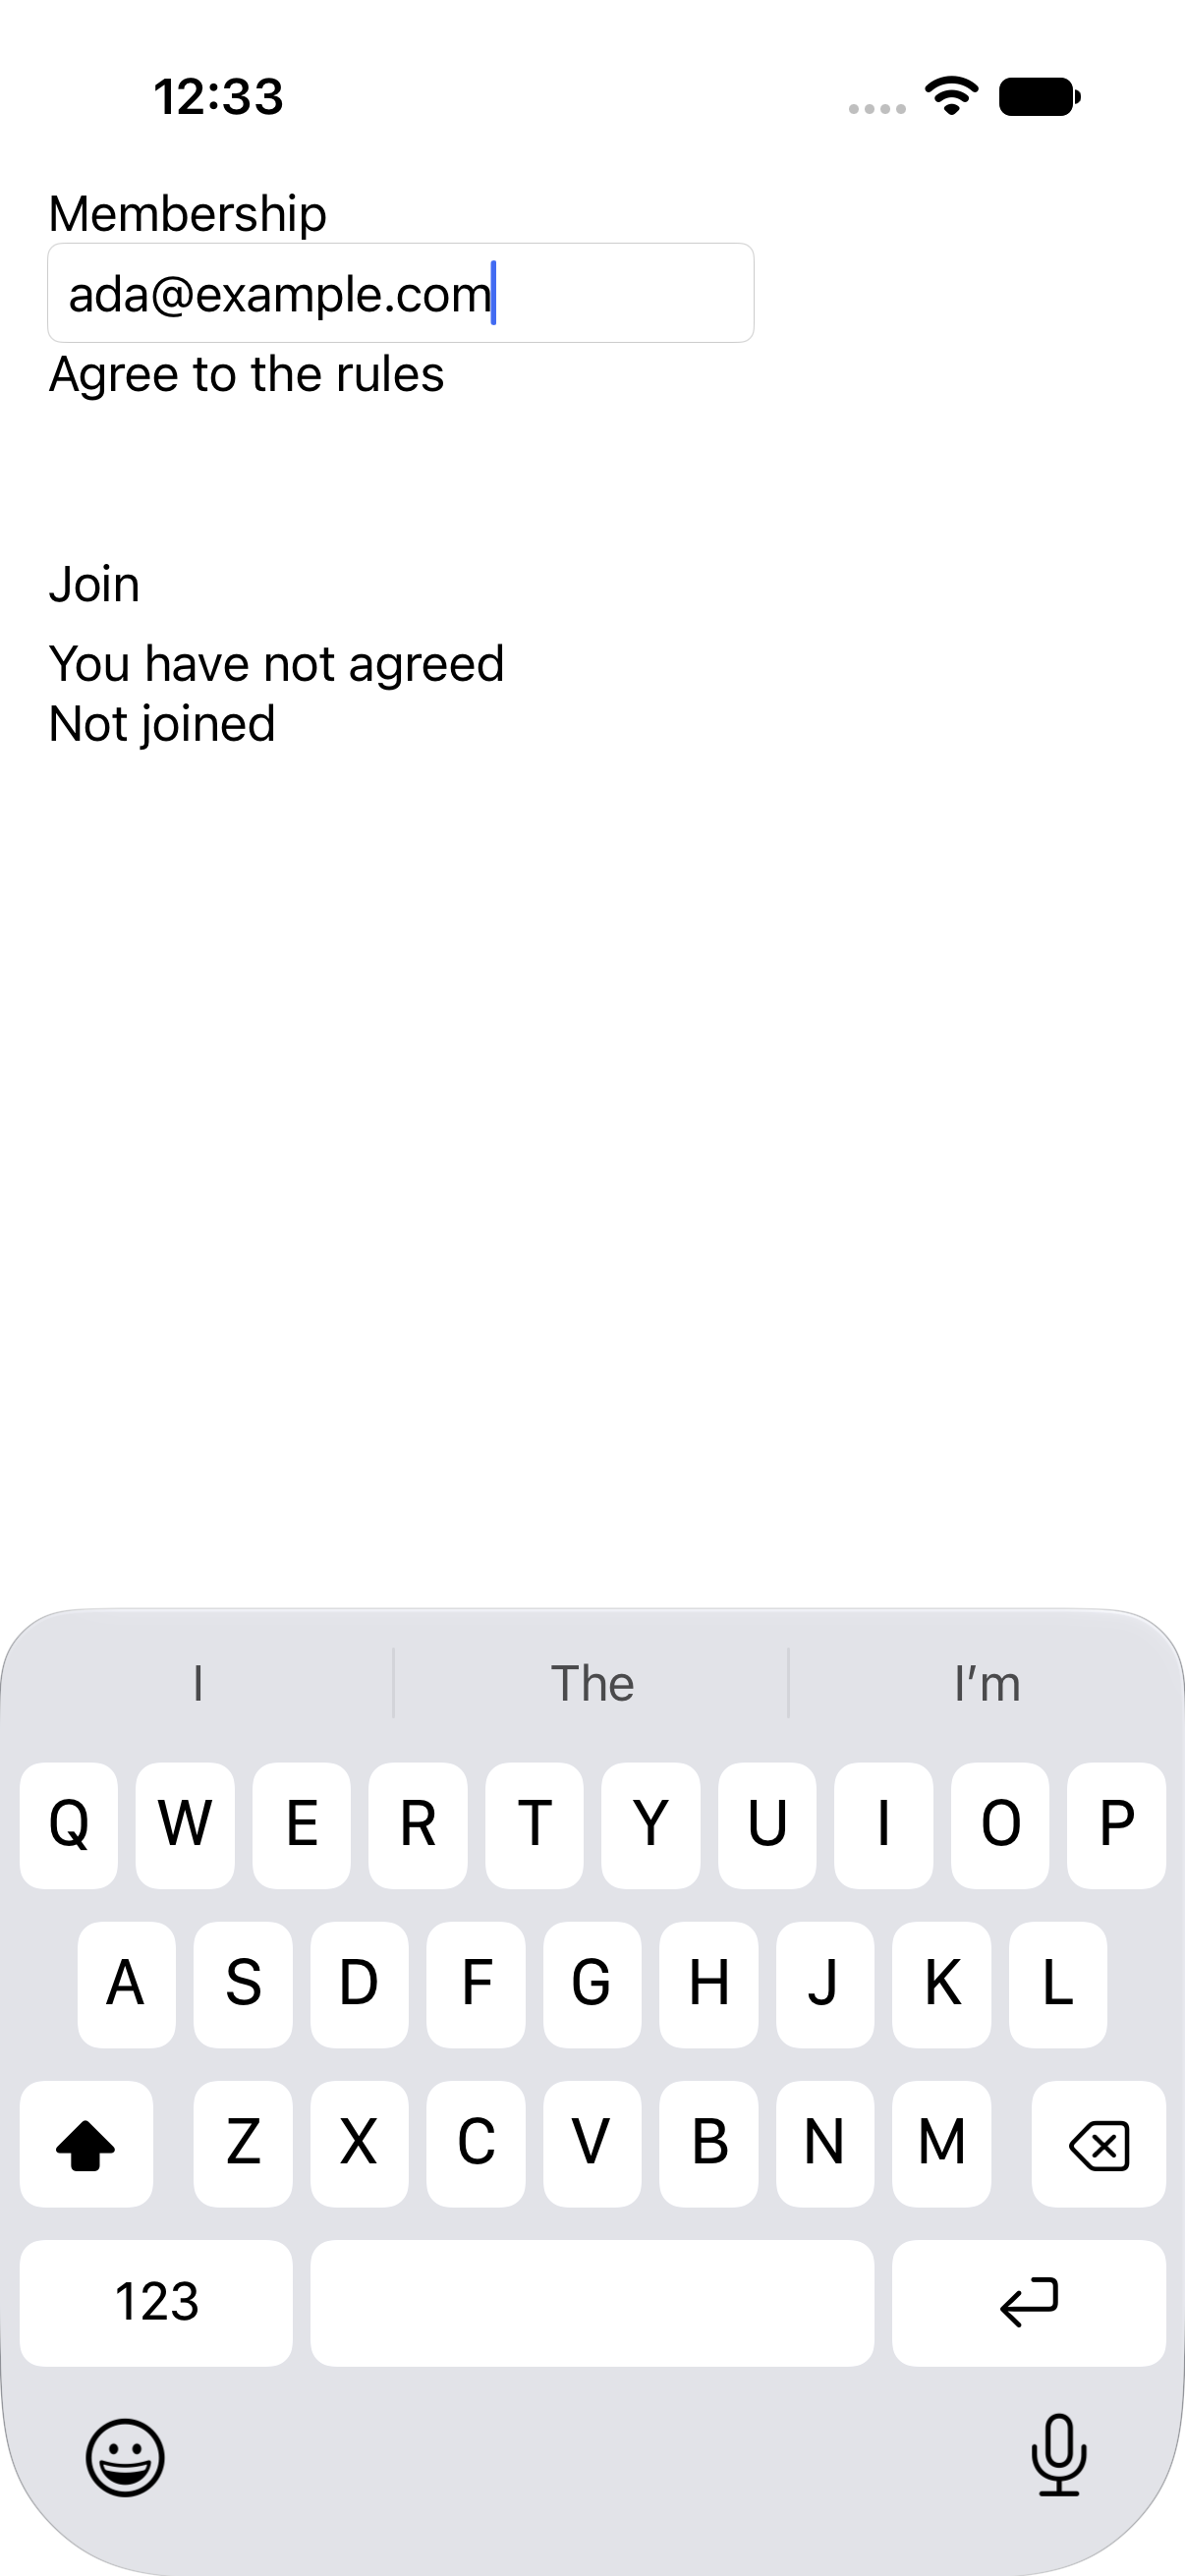 12:33
Membership
ada@example.com
Agree to the rules
Join
You have not agreed
Not joined
I The I’m
Q W E R T Y U I O P
A S D F G H J K L
Z X C V B N M
123